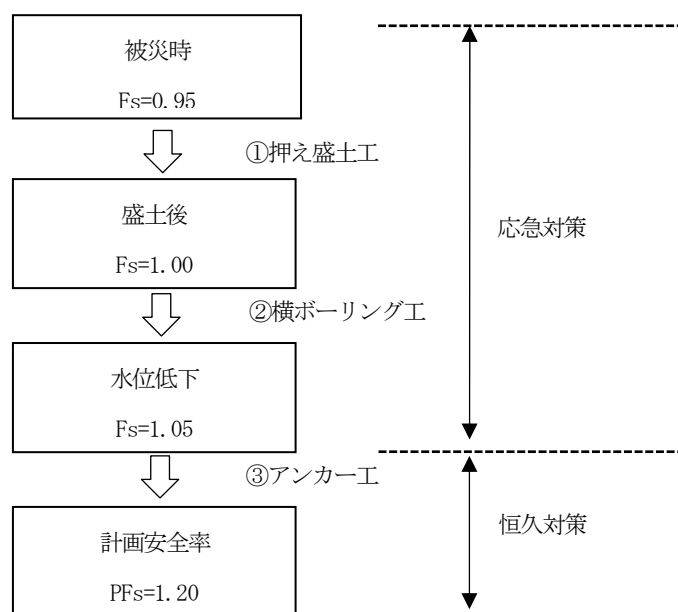 被災時
Fs=0.95
①押え盛土工
盛土後
Fs=1.00
応急対策
②横ボーリング工
水位低下
Fs=1.05
③アンカー工
計画安全率
PFs=1.20
恒久対策